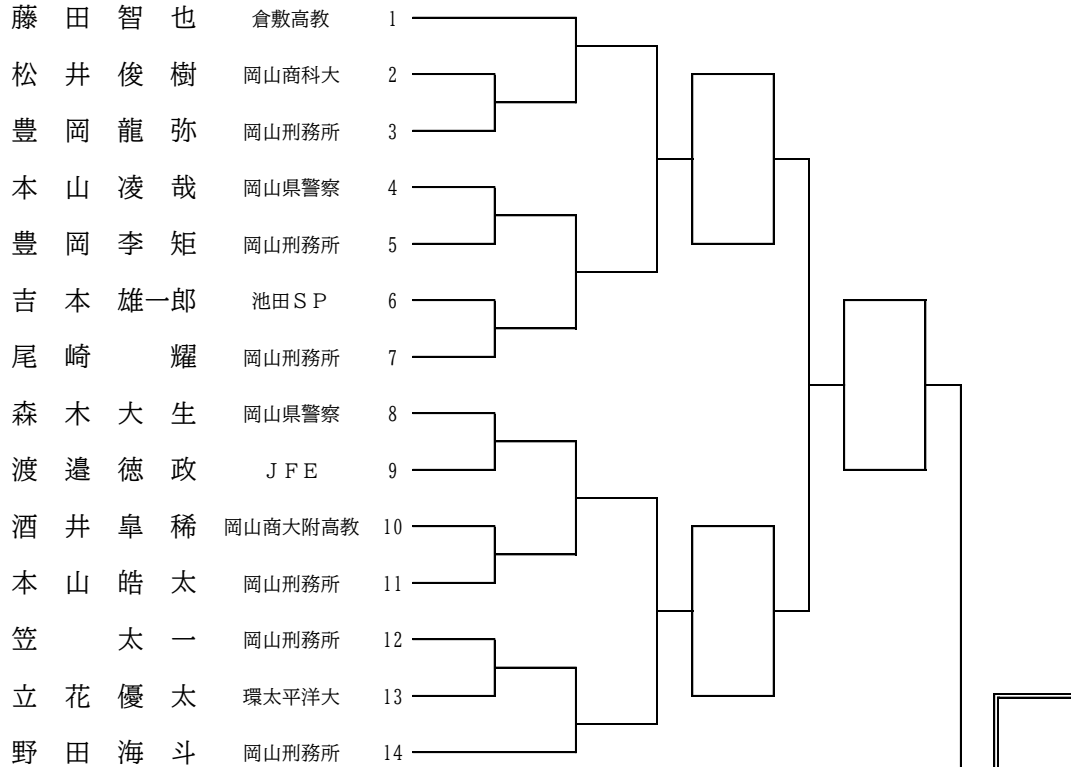 藤田智也 倉敷高教 1
松井俊樹 岡山商科大 2
豊岡龍弥 岡山刑務所 3
本山凌哉 岡山県警察 4
豊岡李矩 岡山刑務所 5
吉本雄一郎 池田ＳＰ 6
尾崎耀 岡山刑務所 7
森木大生 岡山県警察 8
渡邉徳政 ＪＦＥ 9
酒井皐稀 岡山商大附高教 10
本山皓太 岡山刑務所 11
笠太一 岡山刑務所 12
立花優太 環太平洋大 13
野田海斗 岡山刑務所 14